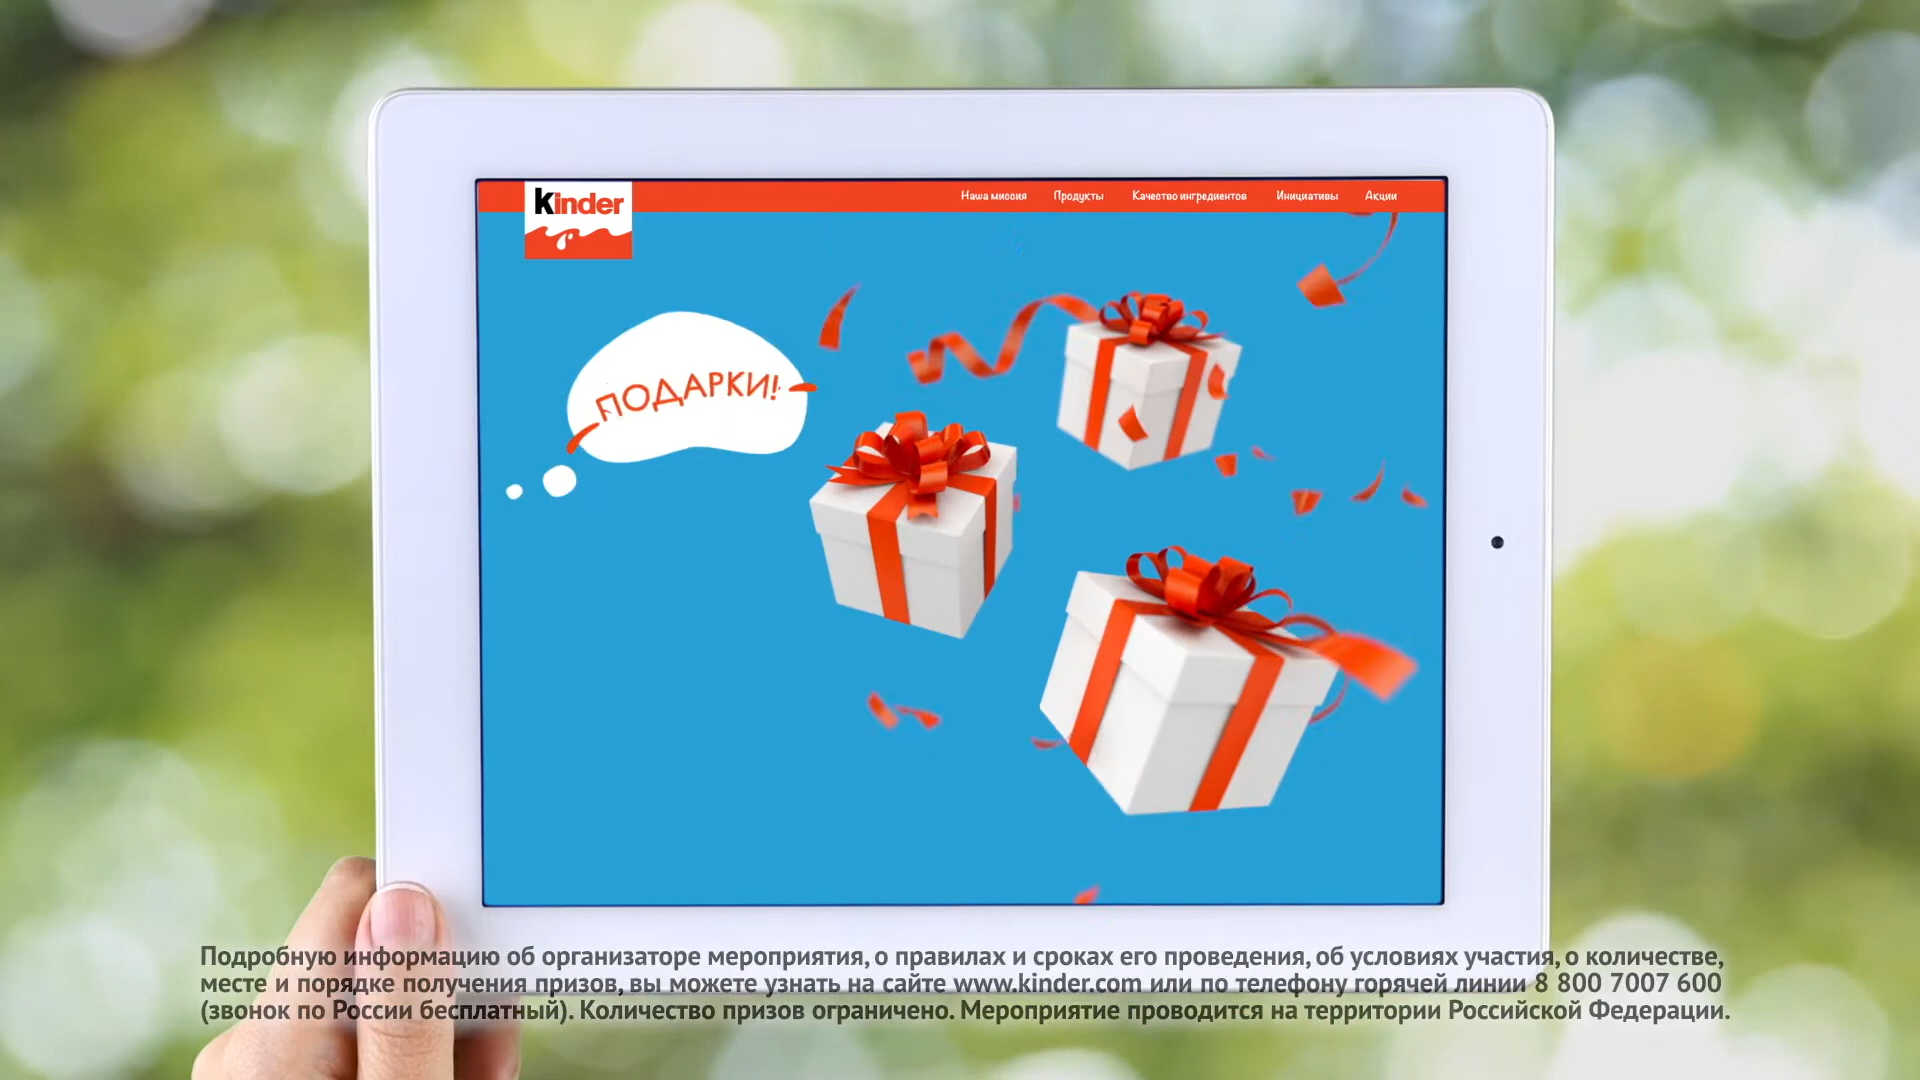 kinder
Наша миссия Продукты Качество ингредиентов Инициативы Акции
ПОДАРКИ!
Подробную информацию об организаторе мероприятия, о правилах и сроках его проведения, об условиях участия, о количестве,
месте и порядке получения призов, вы можете узнать на сайте www.kinder.com или по телефону горячей линии 8 800 7007 600
(звонок по России бесплатный). Количество призов ограничено. Мероприятие проводится на территории Российской Федерации.